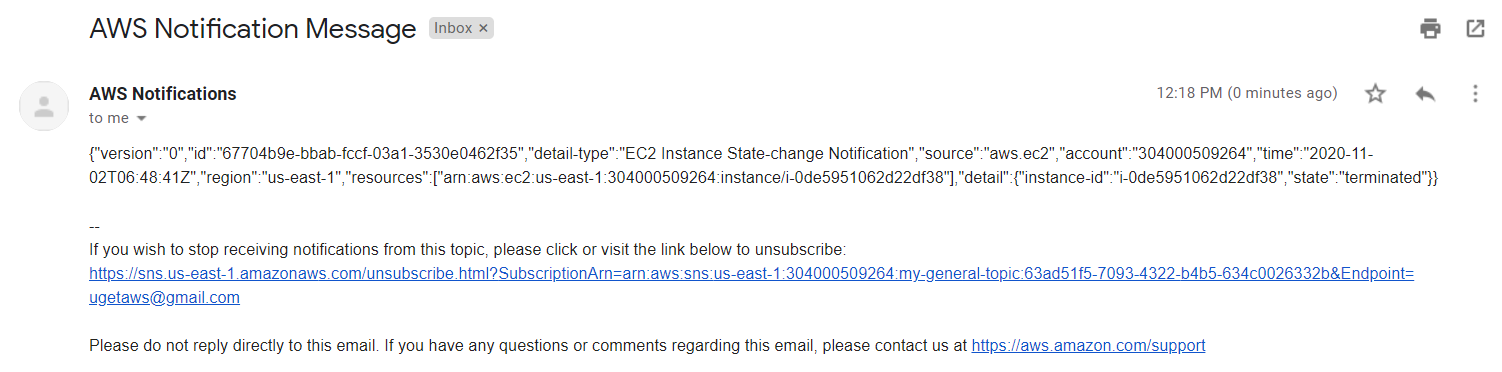 AWS Notification Message Inbox ×
AWS Notifications 12:18 PM (0 minutes ago)
to me
{"version":"0","id":"67704b9e-bbab-fccf-03a1-3530e0462f35","detail-type":"EC2 Instance State-change Notification","source":"aws.ec2","account":"304000509264","time":"2020-11-
02T06:48:41Z","region":"us-east-1","resources":["arn:aws:ec2:us-east-1:304000509264:instance/i-0de5951062d22df38"],"detail":{"instance-id":"i-0de5951062d22df38","state":"terminated"}}
--
If you wish to stop receiving notifications from this topic, please click or visit the link below to unsubscribe:
https://sns.us-east-1.amazonaws.com/unsubscribe.html?SubscriptionArn=arn:aws:sns:us-east-1:304000509264:my-general-topic:63ad51f5-7093-4322-b4b5-634c0026332b&Endpoint=
ugetaws@gmail.com
Please do not reply directly to this email. If you have any questions or comments regarding this email, please contact us at https://aws.amazon.com/support